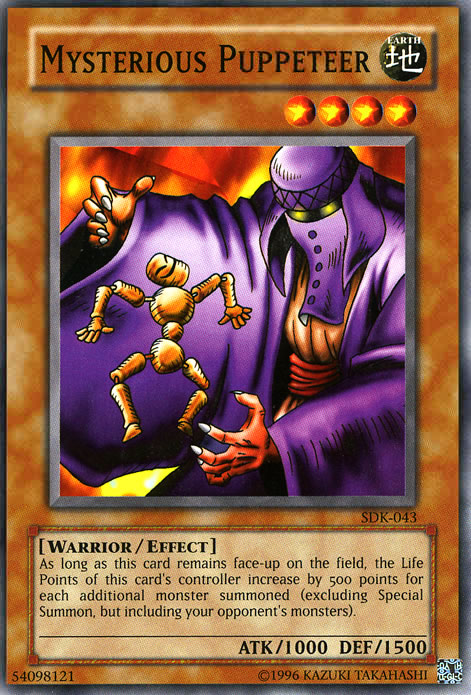 Mysterious Puppeteer
EARTH
地
SDK-043
[Warrior/Effect]
As long as this card remains face-up on the field, the Life
Points of this card's controller increase by 500 points for
each additional monster summoned (excluding Special
Summon, but including your opponent's monsters).
ATK/1000 DEF/1500
54098121
©1996 KAZUKI TAKAHASHI